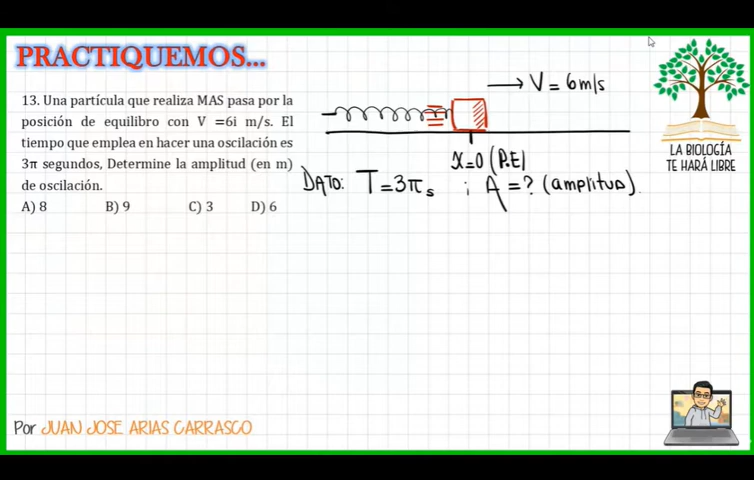 PRACTIQUEMOS...
13. Una partícula que realiza MAS pasa por la
posición de equilibro con V =6i m/s. El
tiempo que emplea en hacer una oscilación es
3π segundos, Determine la amplitud (en m)
de oscilación.
A) 8 B) 9 C) 3 D) 6
V = 6m/s
x=0 (P.E)
DATO: T=3πs ; A=? (amplitud)
LA BIOLOGÍA
TE HARÁ LIBRE
Por JUAN JOSE ARIAS CARRASCO